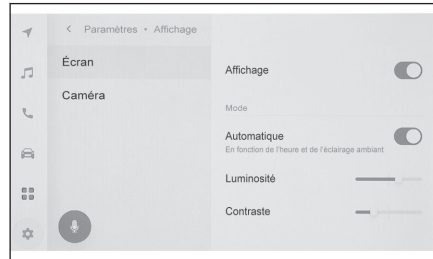 Paramètres • Affichage
Écran
Caméra
Affichage
Mode
Automatique
En fonction de l'heure et de l'éclairage ambiant
Luminosité
Contraste